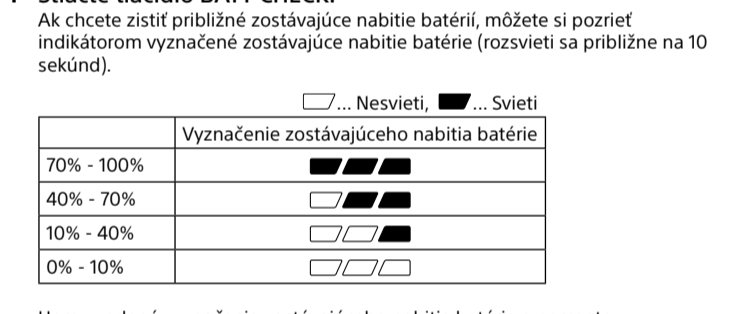 Ak chcete zistiť približné zostávajúce nabitie batérií, môžete si pozrieť
indikátorom vyznačené zostávajúce nabitie batérie (rozsvieti sa približne na 10
sekúnd).
... Nesvieti, ... Svieti
Vyznačenie zostávajúceho nabitia batérie
70% - 100%
40% - 70%
10% - 40%
0% - 10%